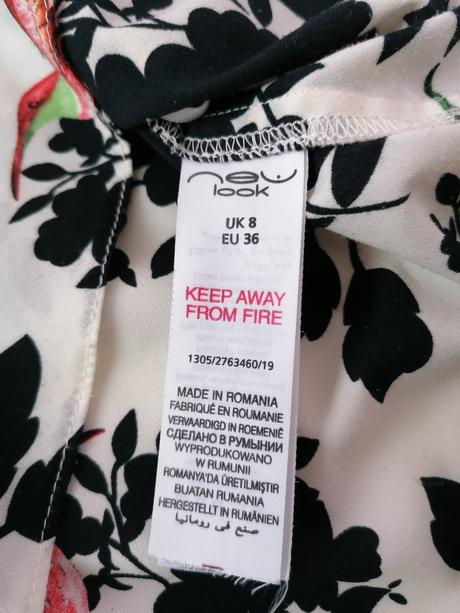 new
look
UK 8
EU 36
KEEP AWAY
FROM FIRE
1305/2763460/19
MADE IN ROMANIA
FABRIQUÉ EN ROUMANIE
VERVAARDIGD IN ROEMENIË
СДЕЛАНО В РУМЫНИИ
WYPRODUKOWANO
W RUMUNII
ROMANYA'DA ÜRETILMIŞTIR
BUATAN RUMANIA
HERGESTELLT IN RUMÄNIEN
صنع في رومانيا